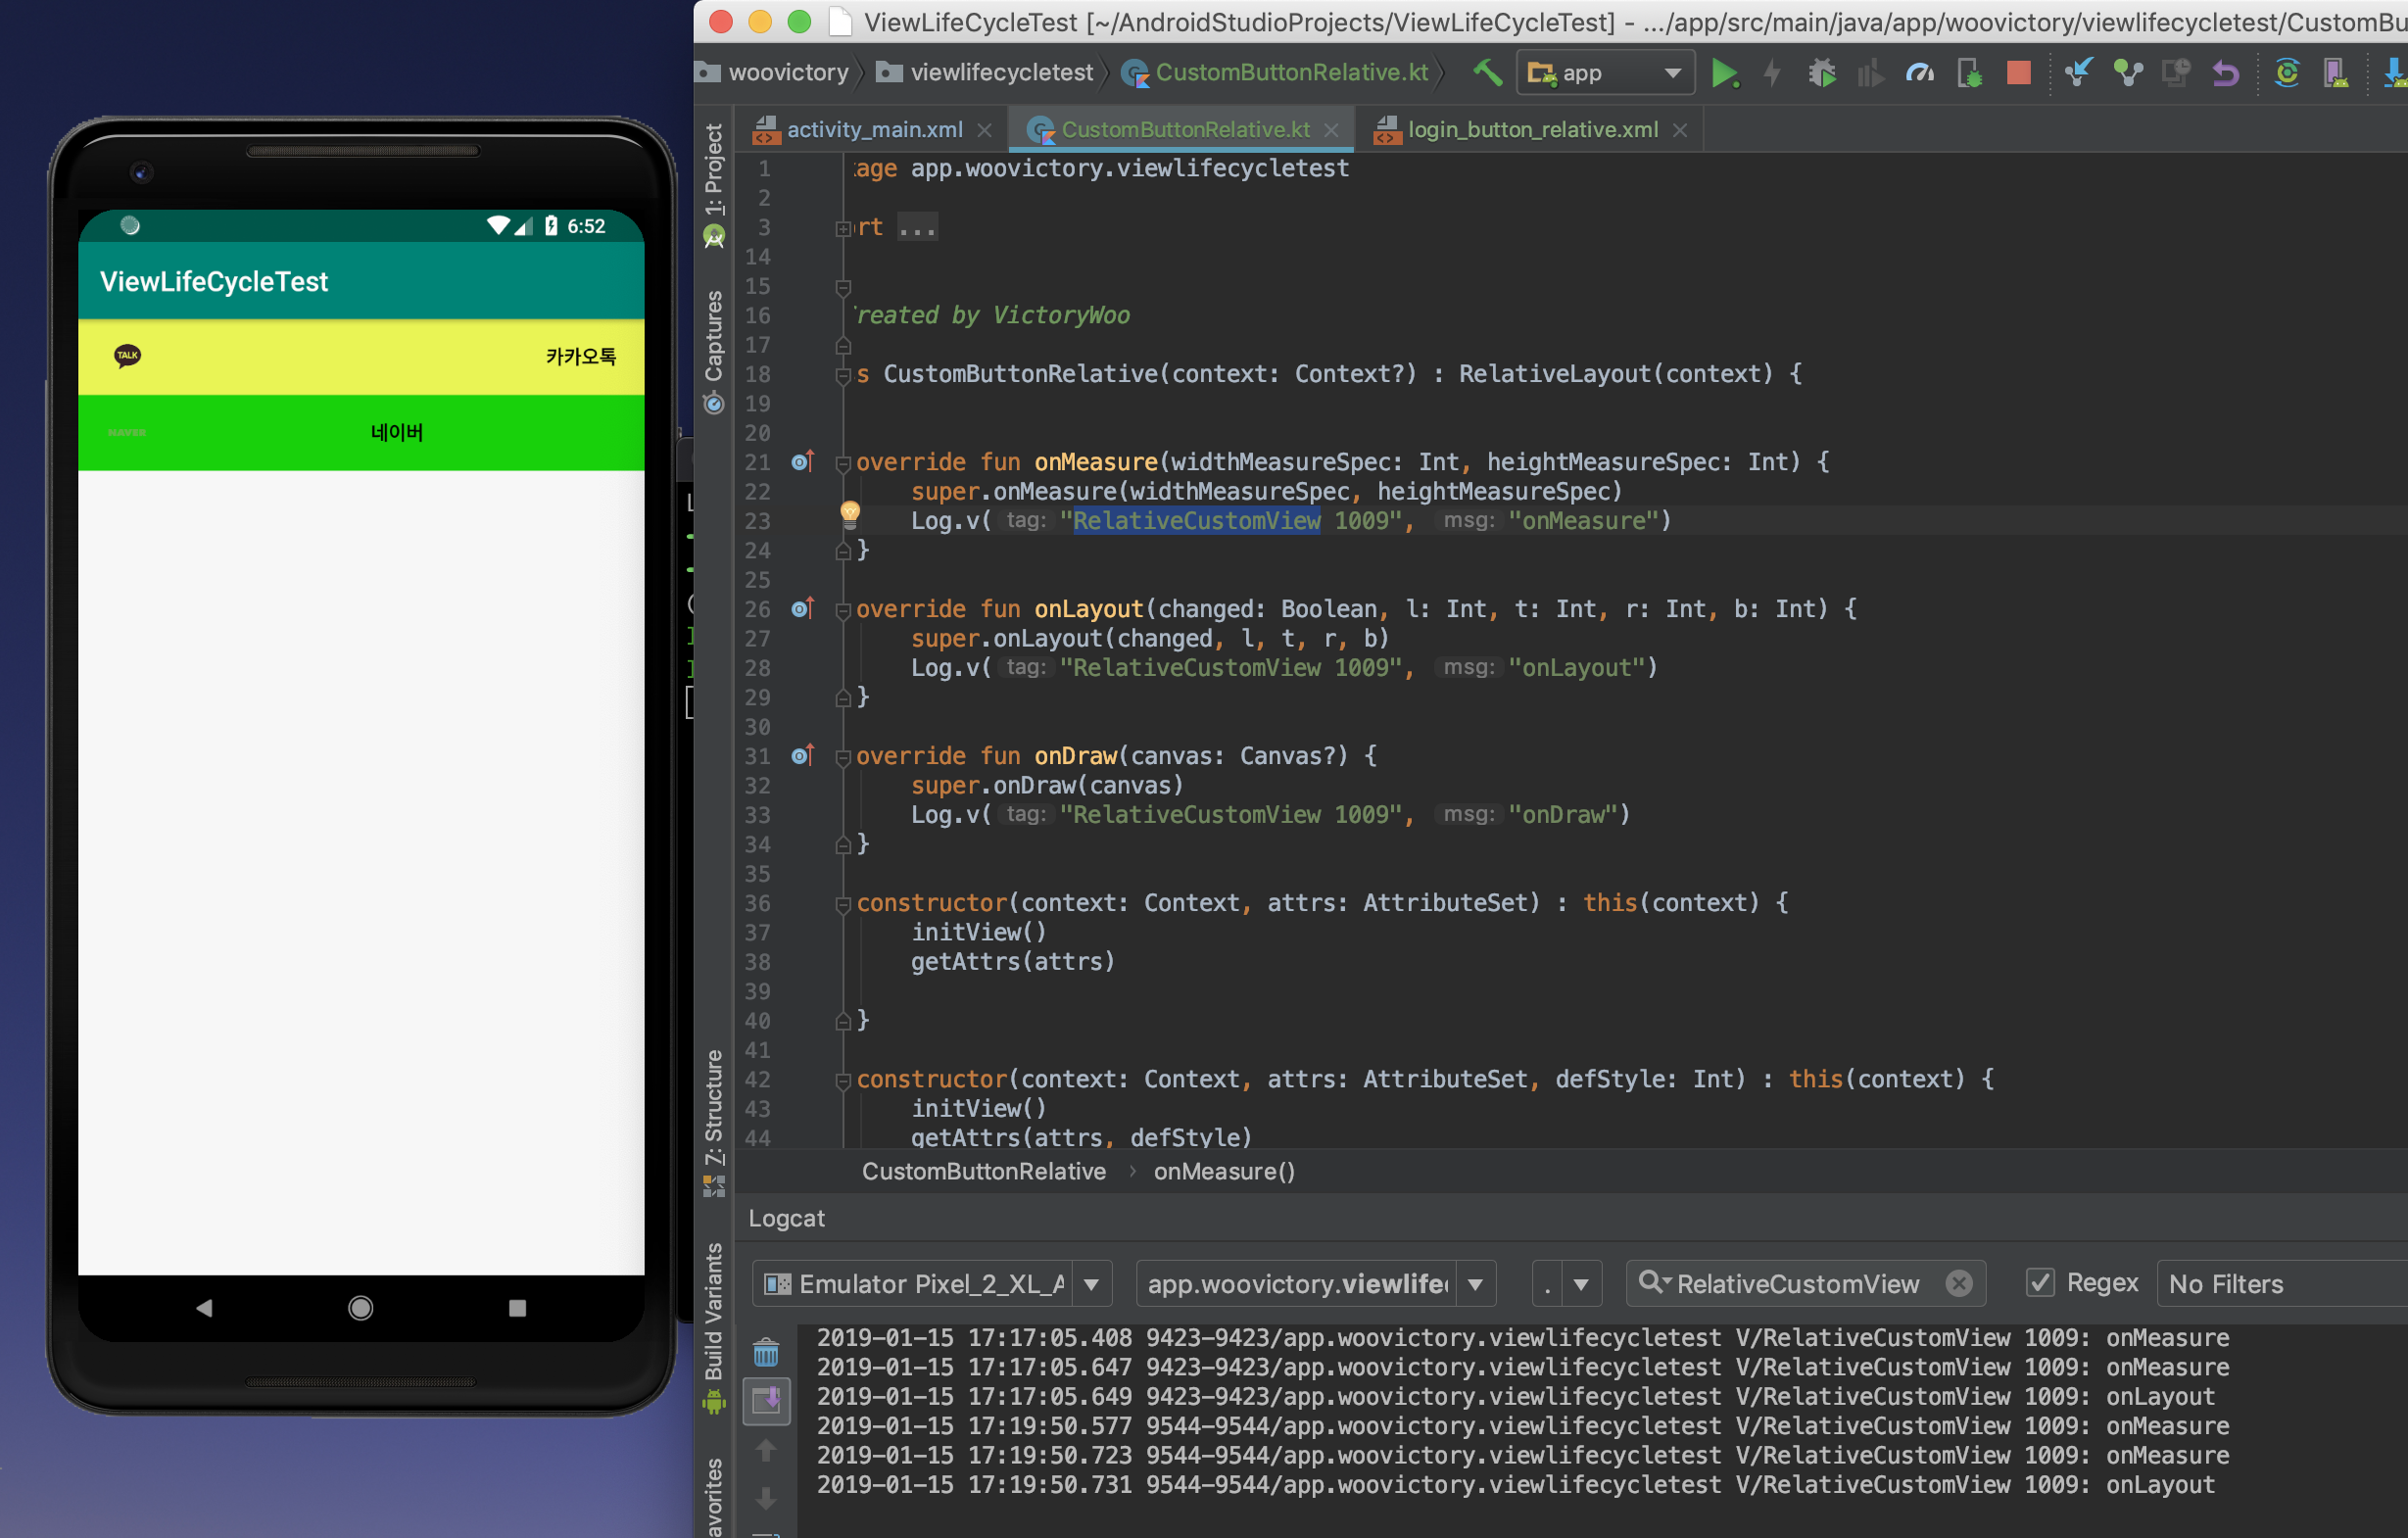 ViewLifeCycleTest [~/AndroidStudioProjects/ViewLifeCycleTest] - .../app/src/main/java/app/woovictory/viewlifecycletest/CustomBu
woovictory
viewlifecycletest
CustomButtonRelative.kt
app
activity_main.xml
CustomButtonRelative.kt
login_button_relative.xml
6:52
ViewLifeCycleTest
TALK
카카오톡
NAVER
네이버
1: Project
Captures
7: Structure
Build Variants
avorites
1 kage app.woovictory.viewlifecycletest
2
3 rt ...
14
15
16 reated by VictoryWoo
17
18 s CustomButtonRelative(context: Context?) : RelativeLayout(context) {
19
20
21 override fun onMeasure(widthMeasureSpec: Int, heightMeasureSpec: Int) {
22 super.onMeasure(widthMeasureSpec, heightMeasureSpec)
23 Log.v( tag: "RelativeCustomView 1009", msg: "onMeasure")
24 }
25
26 override fun onLayout(changed: Boolean, l: Int, t: Int, r: Int, b: Int) {
27 super.onLayout(changed, l, t, r, b)
28 Log.v( tag: "RelativeCustomView 1009", msg: "onLayout")
29 }
30
31 override fun onDraw(canvas: Canvas?) {
32 super.onDraw(canvas)
33 Log.v( tag: "RelativeCustomView 1009", msg: "onDraw")
34 }
35
36 constructor(context: Context, attrs: AttributeSet) : this(context) {
37 initView()
38 getAttrs(attrs)
39
40 }
41
42 constructor(context: Context, attrs: AttributeSet, defStyle: Int) : this(context) {
43 initView()
44 getAttrs(attrs, defStyle)
CustomButtonRelative › onMeasure()
Logcat
Emulator Pixel_2_XL_A
app.woovictory.viewlife
.
RelativeCustomView
Regex
No Filters
2019-01-15 17:17:05.408 9423-9423/app.woovictory.viewlifecycletest V/RelativeCustomView 1009: onMeasure
2019-01-15 17:17:05.647 9423-9423/app.woovictory.viewlifecycletest V/RelativeCustomView 1009: onMeasure
2019-01-15 17:17:05.649 9423-9423/app.woovictory.viewlifecycletest V/RelativeCustomView 1009: onLayout
2019-01-15 17:19:50.577 9544-9544/app.woovictory.viewlifecycletest V/RelativeCustomView 1009: onMeasure
2019-01-15 17:19:50.723 9544-9544/app.woovictory.viewlifecycletest V/RelativeCustomView 1009: onMeasure
2019-01-15 17:19:50.731 9544-9544/app.woovictory.viewlifecycletest V/RelativeCustomView 1009: onLayout